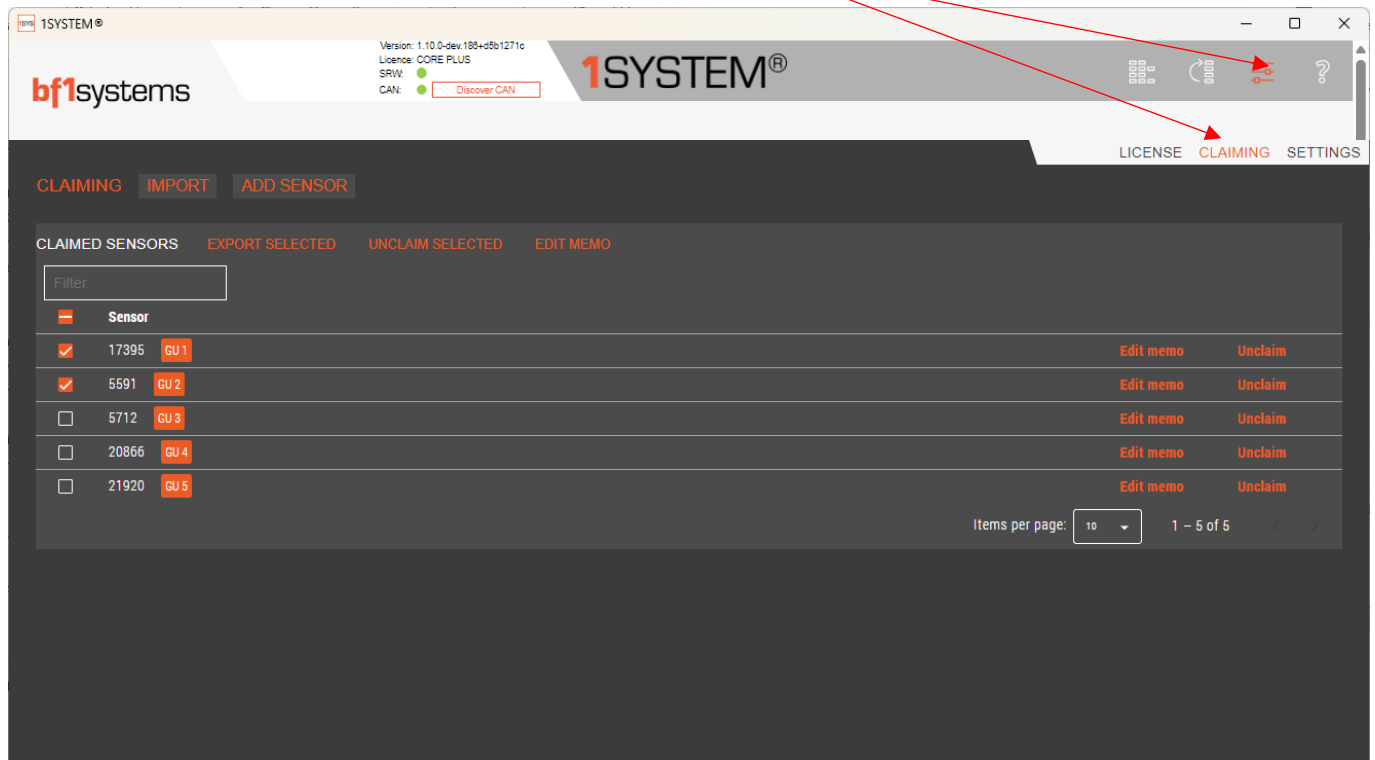 1SYS 1SYSTEM®
Version: 1.10.0-dev.186+d5b1271c
Licence: CORE PLUS
SRW:
CAN: Discover CAN
bf1systems
1SYSTEM®
LICENSE CLAIMING SETTINGS
CLAIMING IMPORT ADD SENSOR
CLAIMED SENSORS EXPORT SELECTED UNCLAIM SELECTED EDIT MEMO
Filter
Sensor
17395 GU 1 Edit memo Unclaim
5591 GU 2 Edit memo Unclaim
5712 GU 3 Edit memo Unclaim
20866 GU 4 Edit memo Unclaim
21920 GU 5 Edit memo Unclaim
Items per page: 10 1 – 5 of 5